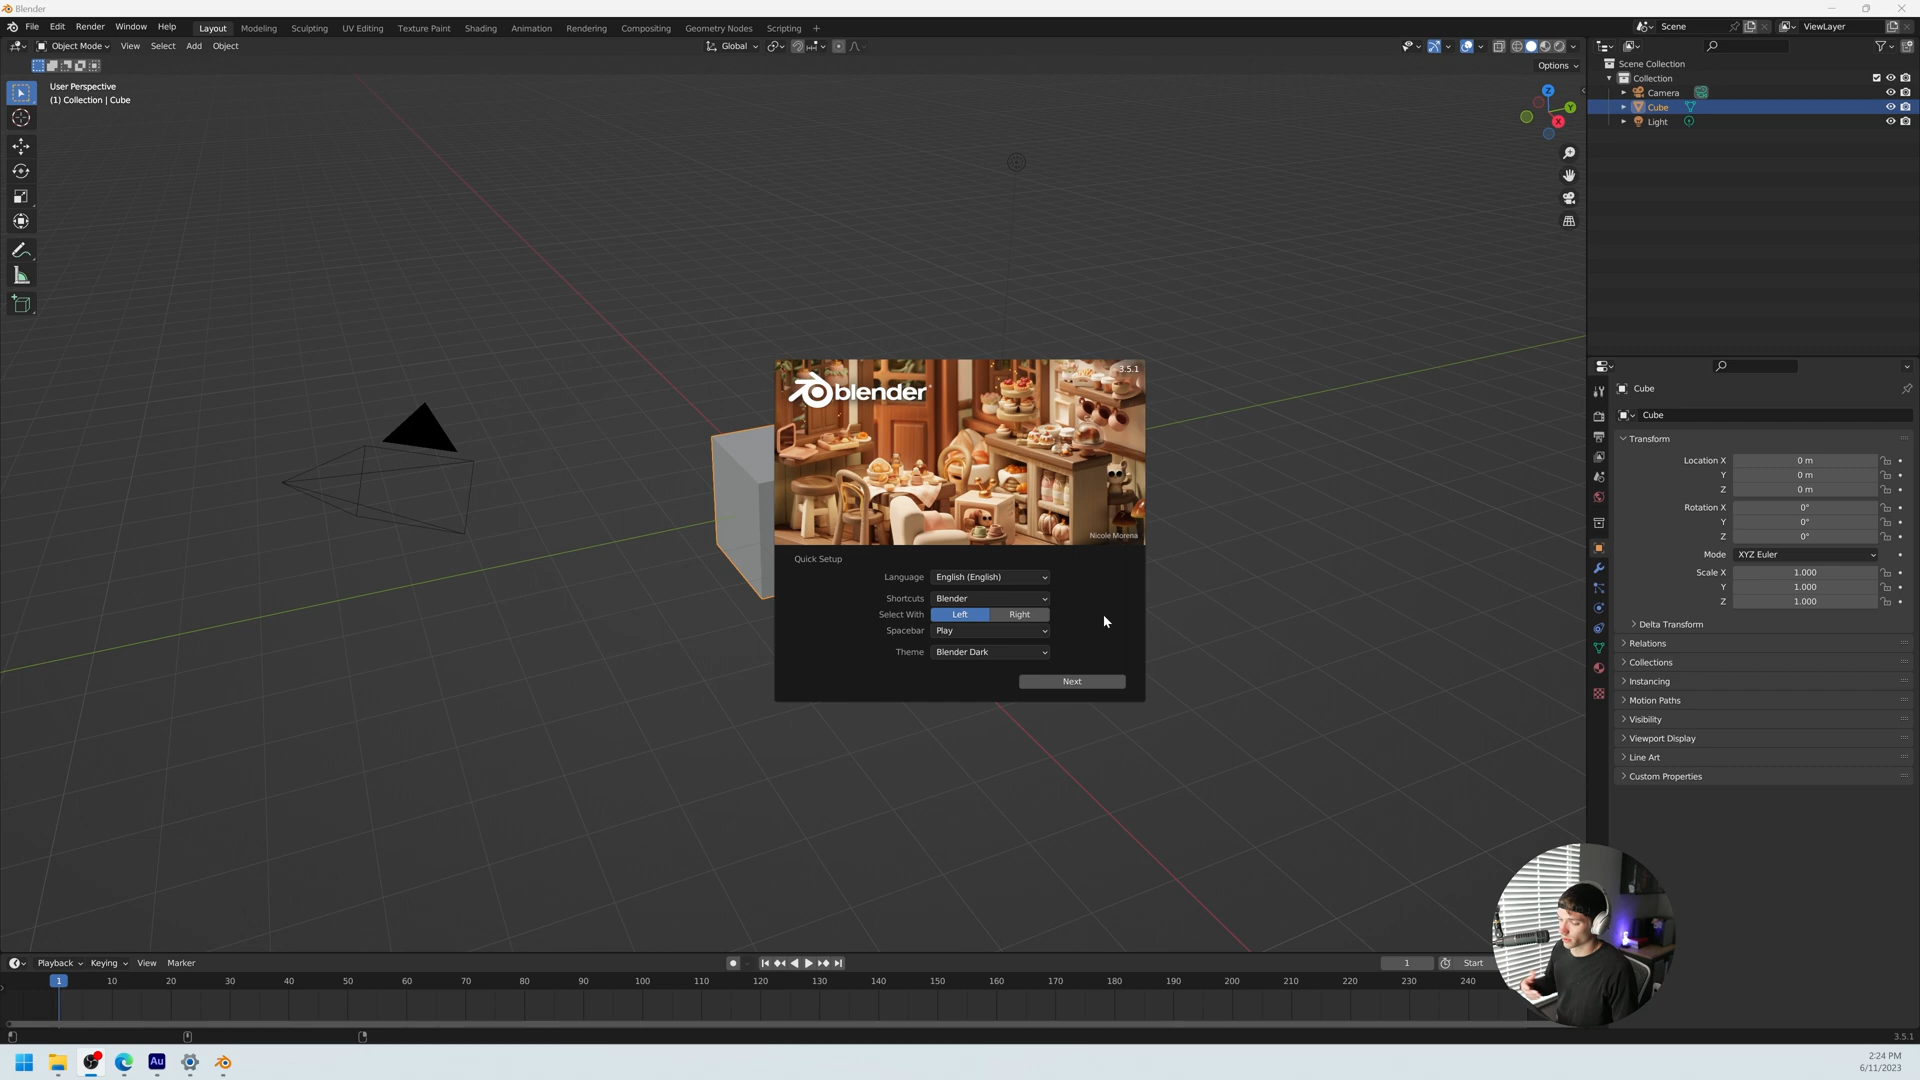 Blender
File Edit Render Window Help Layout Modeling Sculpting UV Editing Texture Paint Shading Animation Rendering Compositing Geometry Nodes Scripting + Scene ViewLayer
Object Mode View Select Add Object Global
Options
User Perspective
(1) Collection | Cube
Z
Y
X
Scene Collection
Collection
Camera
Cube
Light
3.5.1
blender
Nicole Morena
Quick Setup
Language English (English)
Shortcuts Blender
Select With Left Right
Spacebar Play
Theme Blender Dark
Next
Cube
Cube
Transform
Location X 0 m
Y 0 m
Z 0 m
Rotation X 0°
Y 0°
Z 0°
Mode XYZ Euler
Scale X 1.000
Y 1.000
Z 1.000
Delta Transform
Relations
Collections
Instancing
Motion Paths
Visibility
Viewport Display
Line Art
Custom Properties
Playback Keying View Marker 1 Start
1 10 20 30 40 50 60 70 80 90 100 110 120 130 140 150 160 170 180 190 200 210 220 230 240
3.5.1
Au
2:24 PM
6/11/2023